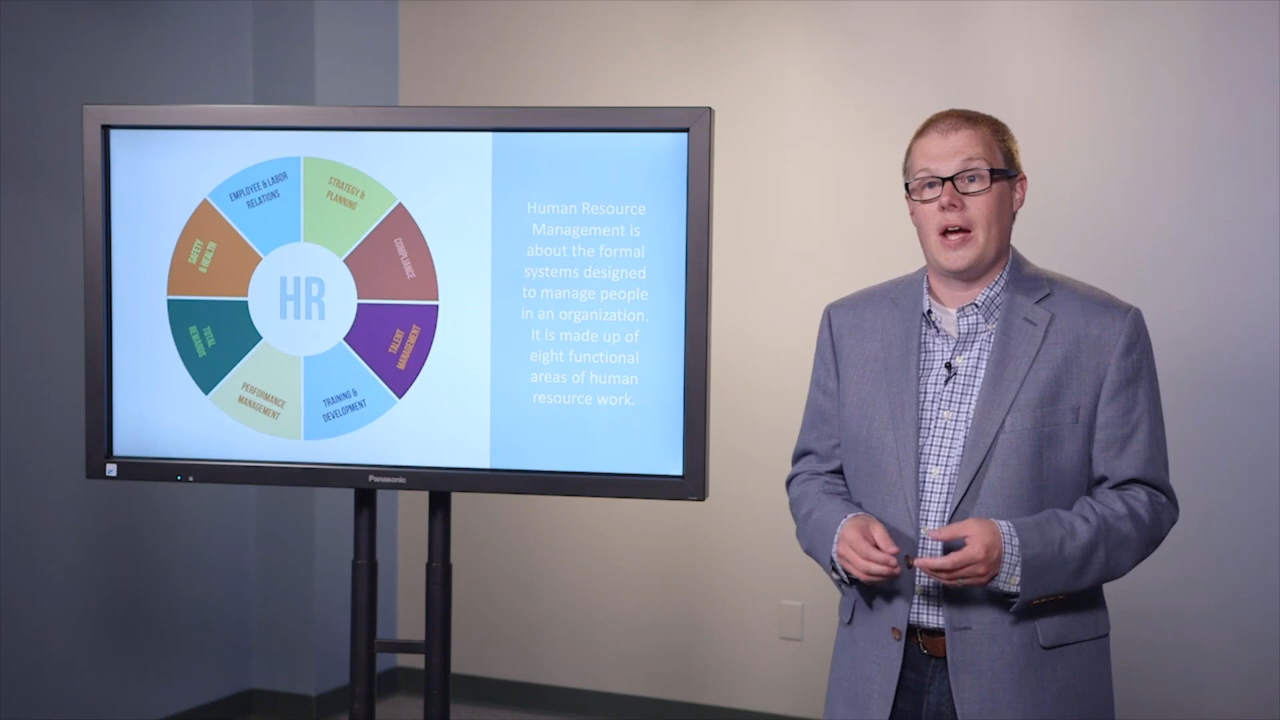 EMPLOYEE & LABOR
RELATIONS
STRATEGY &
PLANNING
COMPLIANCE
TALENT
MANAGEMENT
TRAINING &
DEVELOPMENT
PERFORMANCE
MANAGEMENT
TOTAL
REWARDS
SAFETY
& HEALTH
HR
Human Resource
Management is
about the formal
systems designed
to manage people
in an organization.
It is made up of
eight functional
areas of human
resource work.
Panasonic